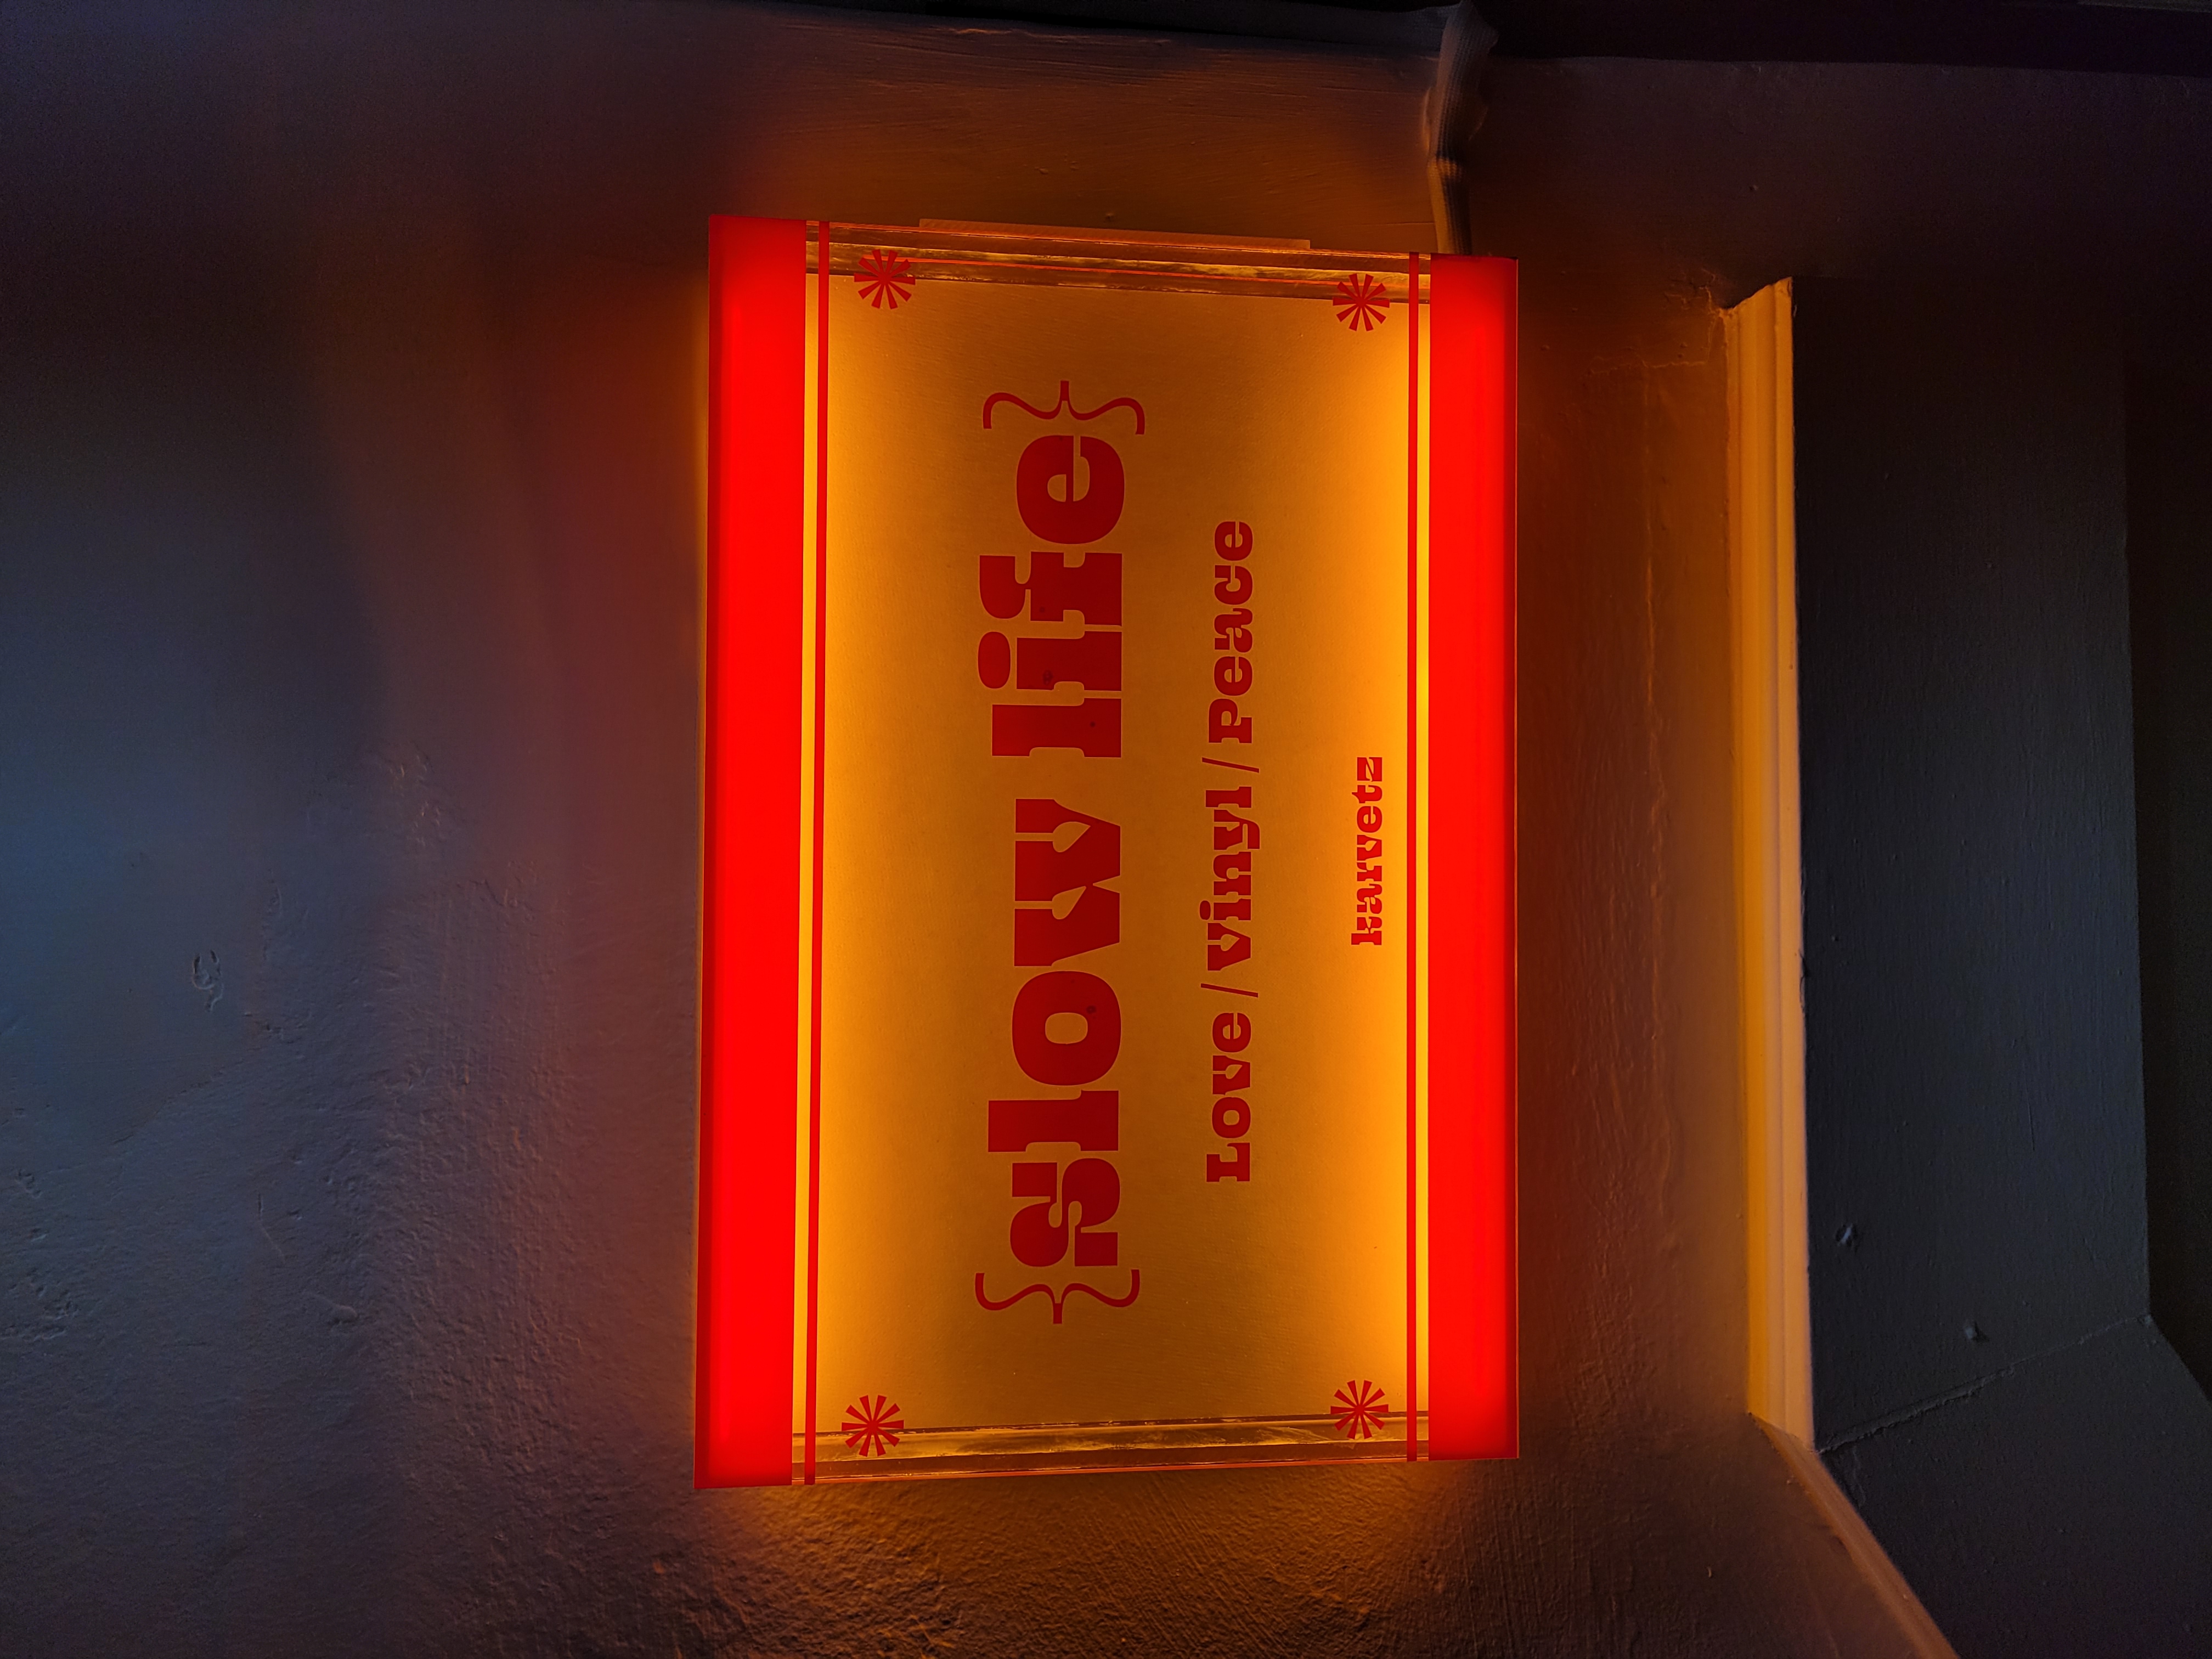 {slow life}
Love / Vinyl / Peace
karvetz